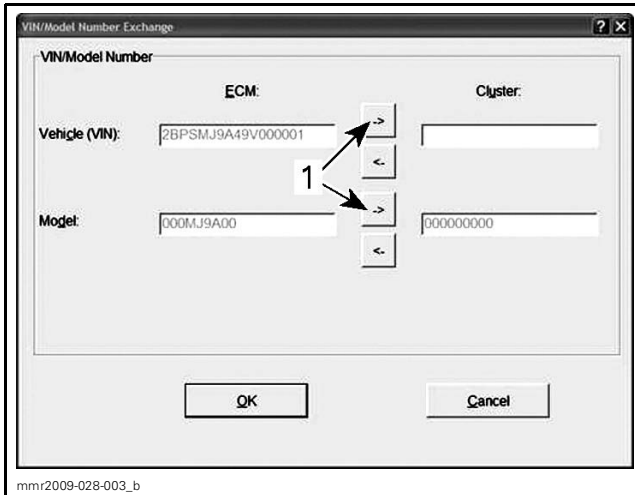 VIN/Model Number Exchange ? X
VIN/Model Number
ECM: Cluster:
Vehicle (VIN): 2BPSMJ9A49V000001 ->
<-
1
Model: 000MJ9A00 -> 000000000
<-
OK Cancel
mmr2009-028-003_b